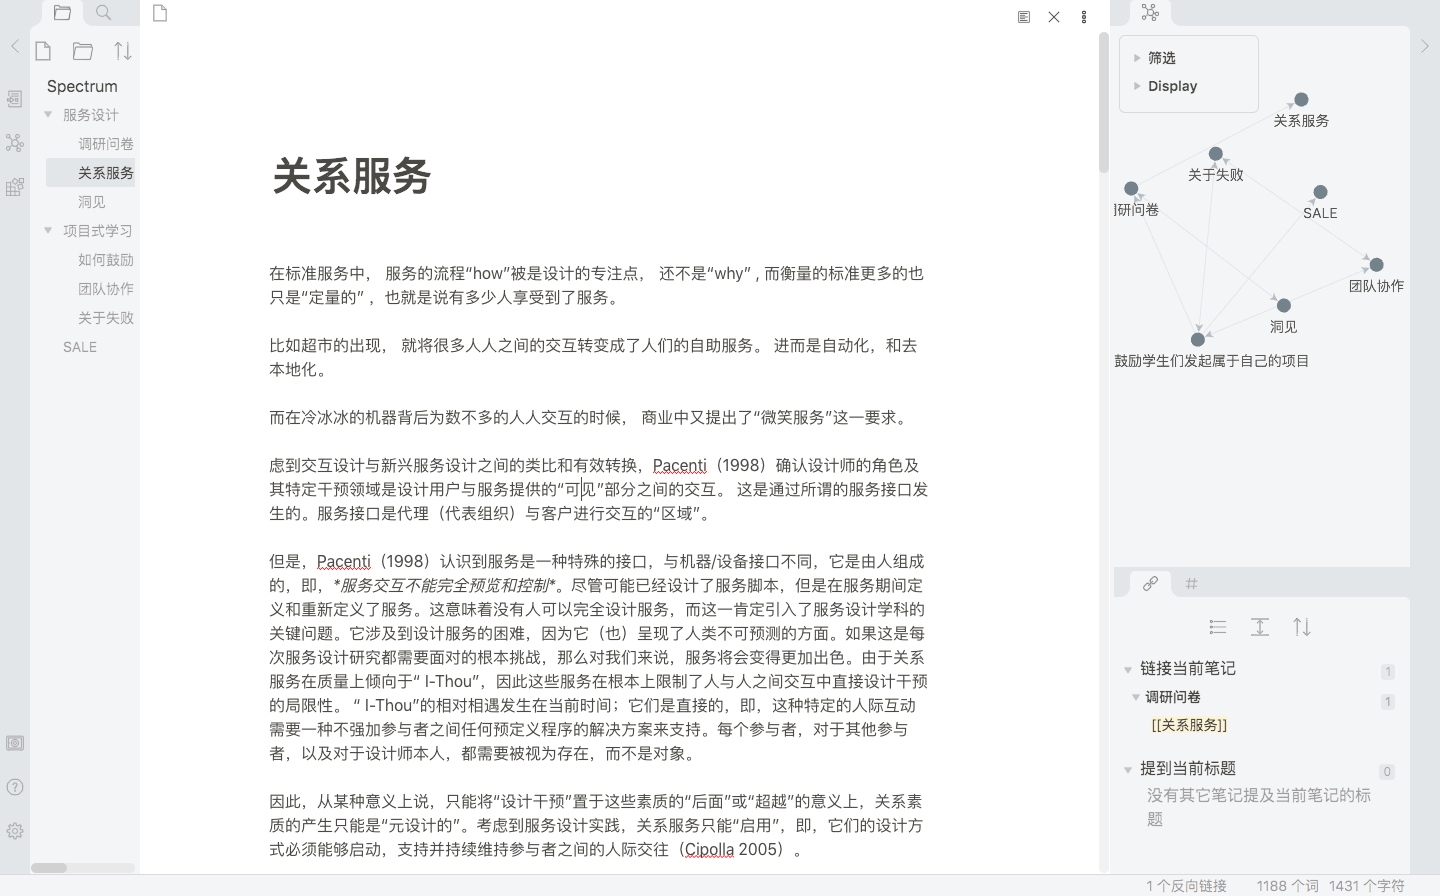 Spectrum
服务设计
调研问卷
关系服务
洞见
项目式学习
如何鼓励
团队协作
关于失败
SALE
关系服务
在标准服务中， 服务的流程“how”被是设计的专注点， 还不是“why” , 而衡量的标准更多的也
只是“定量的” ，也就是说有多少人享受到了服务。
比如超市的出现， 就将很多人人之间的交互转变成了人们的自助服务。 进而是自动化，和去
本地化。
而在冷冰冰的机器背后为数不多的人人交互的时候， 商业中又提出了“微笑服务”这一要求。
虑到交互设计与新兴服务设计之间的类比和有效转换，Pacenti（1998）确认设计师的角色及
其特定干预领域是设计用户与服务提供的“可见”部分之间的交互。 这是通过所谓的服务接口发
生的。服务接口是代理（代表组织）与客户进行交互的“区域”。
但是，Pacenti（1998）认识到服务是一种特殊的接口，与机器/设备接口不同，它是由人组成
的，即，*服务交互不能完全预览和控制*。尽管可能已经设计了服务脚本，但是在服务期间定
义和重新定义了服务。这意味着没有人可以完全设计服务，而这一肯定引入了服务设计学科的
关键问题。它涉及到设计服务的困难，因为它（也）呈现了人类不可预测的方面。如果这是每
次服务设计研究都需要面对的根本挑战，那么对我们来说，服务将会变得更加出色。由于关系
服务在质量上倾向于“ I-Thou”，因此这些服务在根本上限制了人与人之间交互中直接设计干预
的局限性。 “ I-Thou”的相对相遇发生在当前时间；它们是直接的，即，这种特定的人际互动
需要一种不强加参与者之间任何预定义程序的解决方案来支持。每个参与者，对于其他参与
者，以及对于设计师本人，都需要被视为存在，而不是对象。
因此，从某种意义上说，只能将“设计干预”置于这些素质的“后面”或“超越”的意义上，关系素
质的产生只能是“元设计的”。考虑到服务设计实践，关系服务只能“启用”，即，它们的设计方
式必须能够启动，支持并持续维持参与者之间的人际交往（Cipolla 2005）。
筛选
Display
关系服务
关于失败
调研问卷
SALE
团队协作
洞见
鼓励学生们发起属于自己的项目
链接当前笔记
1
调研问卷
1
[[关系服务]]
提到当前标题
0
没有其它笔记提及当前笔记的标
题
1 个反向链接
1188 个词
1431 个字符